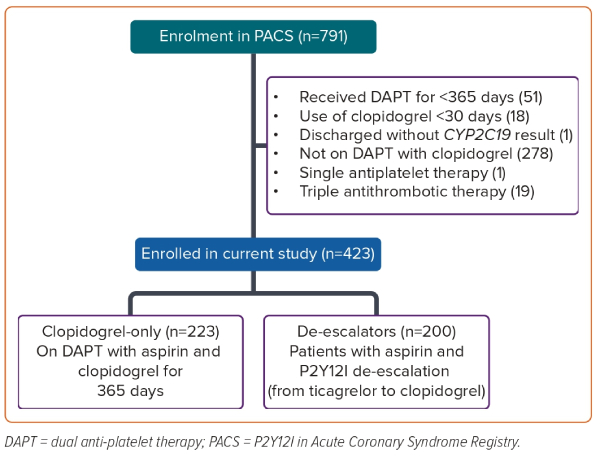 Enrolment in PACS (n=791)
• Received DAPT for <365 days (51)
• Use of clopidogrel <30 days (18)
• Discharged without CYP2C19 result (1)
• Not on DAPT with clopidogrel (278)
• Single antiplatelet therapy (1)
• Triple antithrombotic therapy (19)
Enrolled in current study (n=423)
Clopidogrel-only (n=223)
On DAPT with aspirin and
clopidogrel for
365 days
De-escalators (n=200)
Patients with aspirin and
P2Y12I de-escalation
(from ticagrelor to clopidogrel)
DAPT = dual anti-platelet therapy; PACS = P2Y12I in Acute Coronary Syndrome Registry.